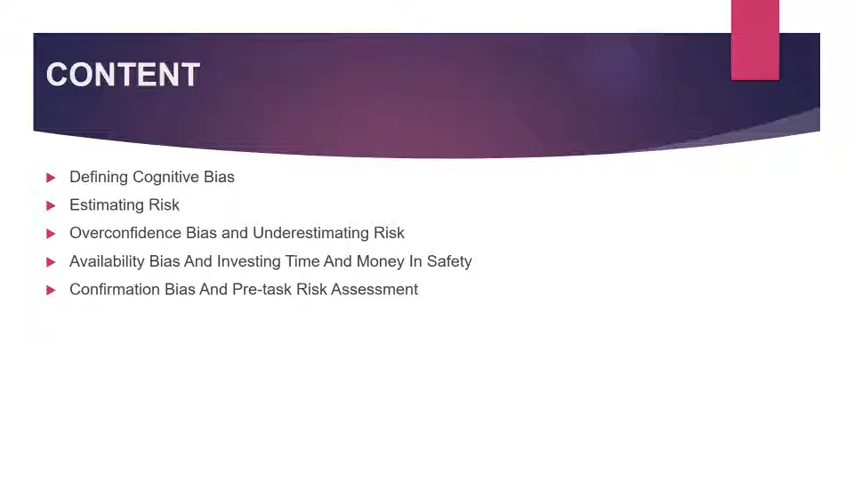 CONTENT
Defining Cognitive Bias
Estimating Risk
Overconfidence Bias and Underestimating Risk
Availability Bias And Investing Time And Money In Safety
Confirmation Bias And Pre-task Risk Assessment